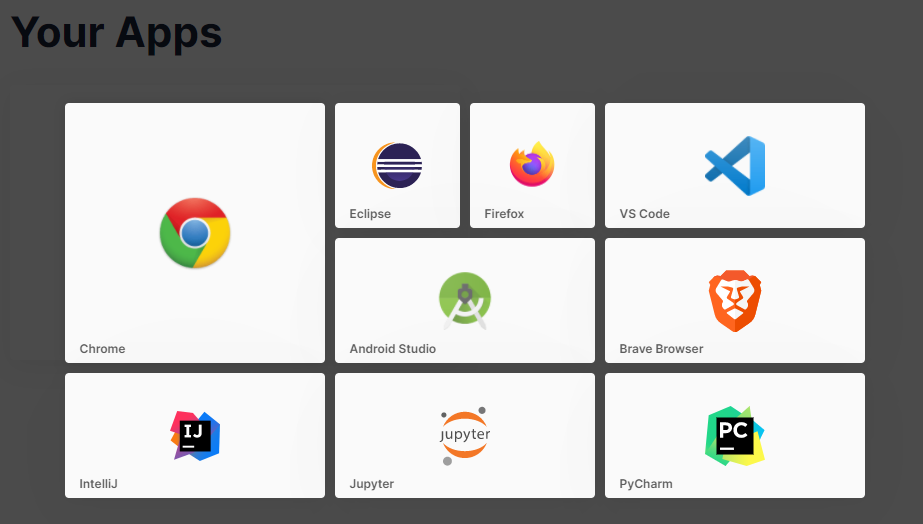 Your Apps
Eclipse
Firefox
VS Code
Chrome
Android Studio
Brave Browser
IJ
IntelliJ
jupyter
Jupyter
PC
PyCharm